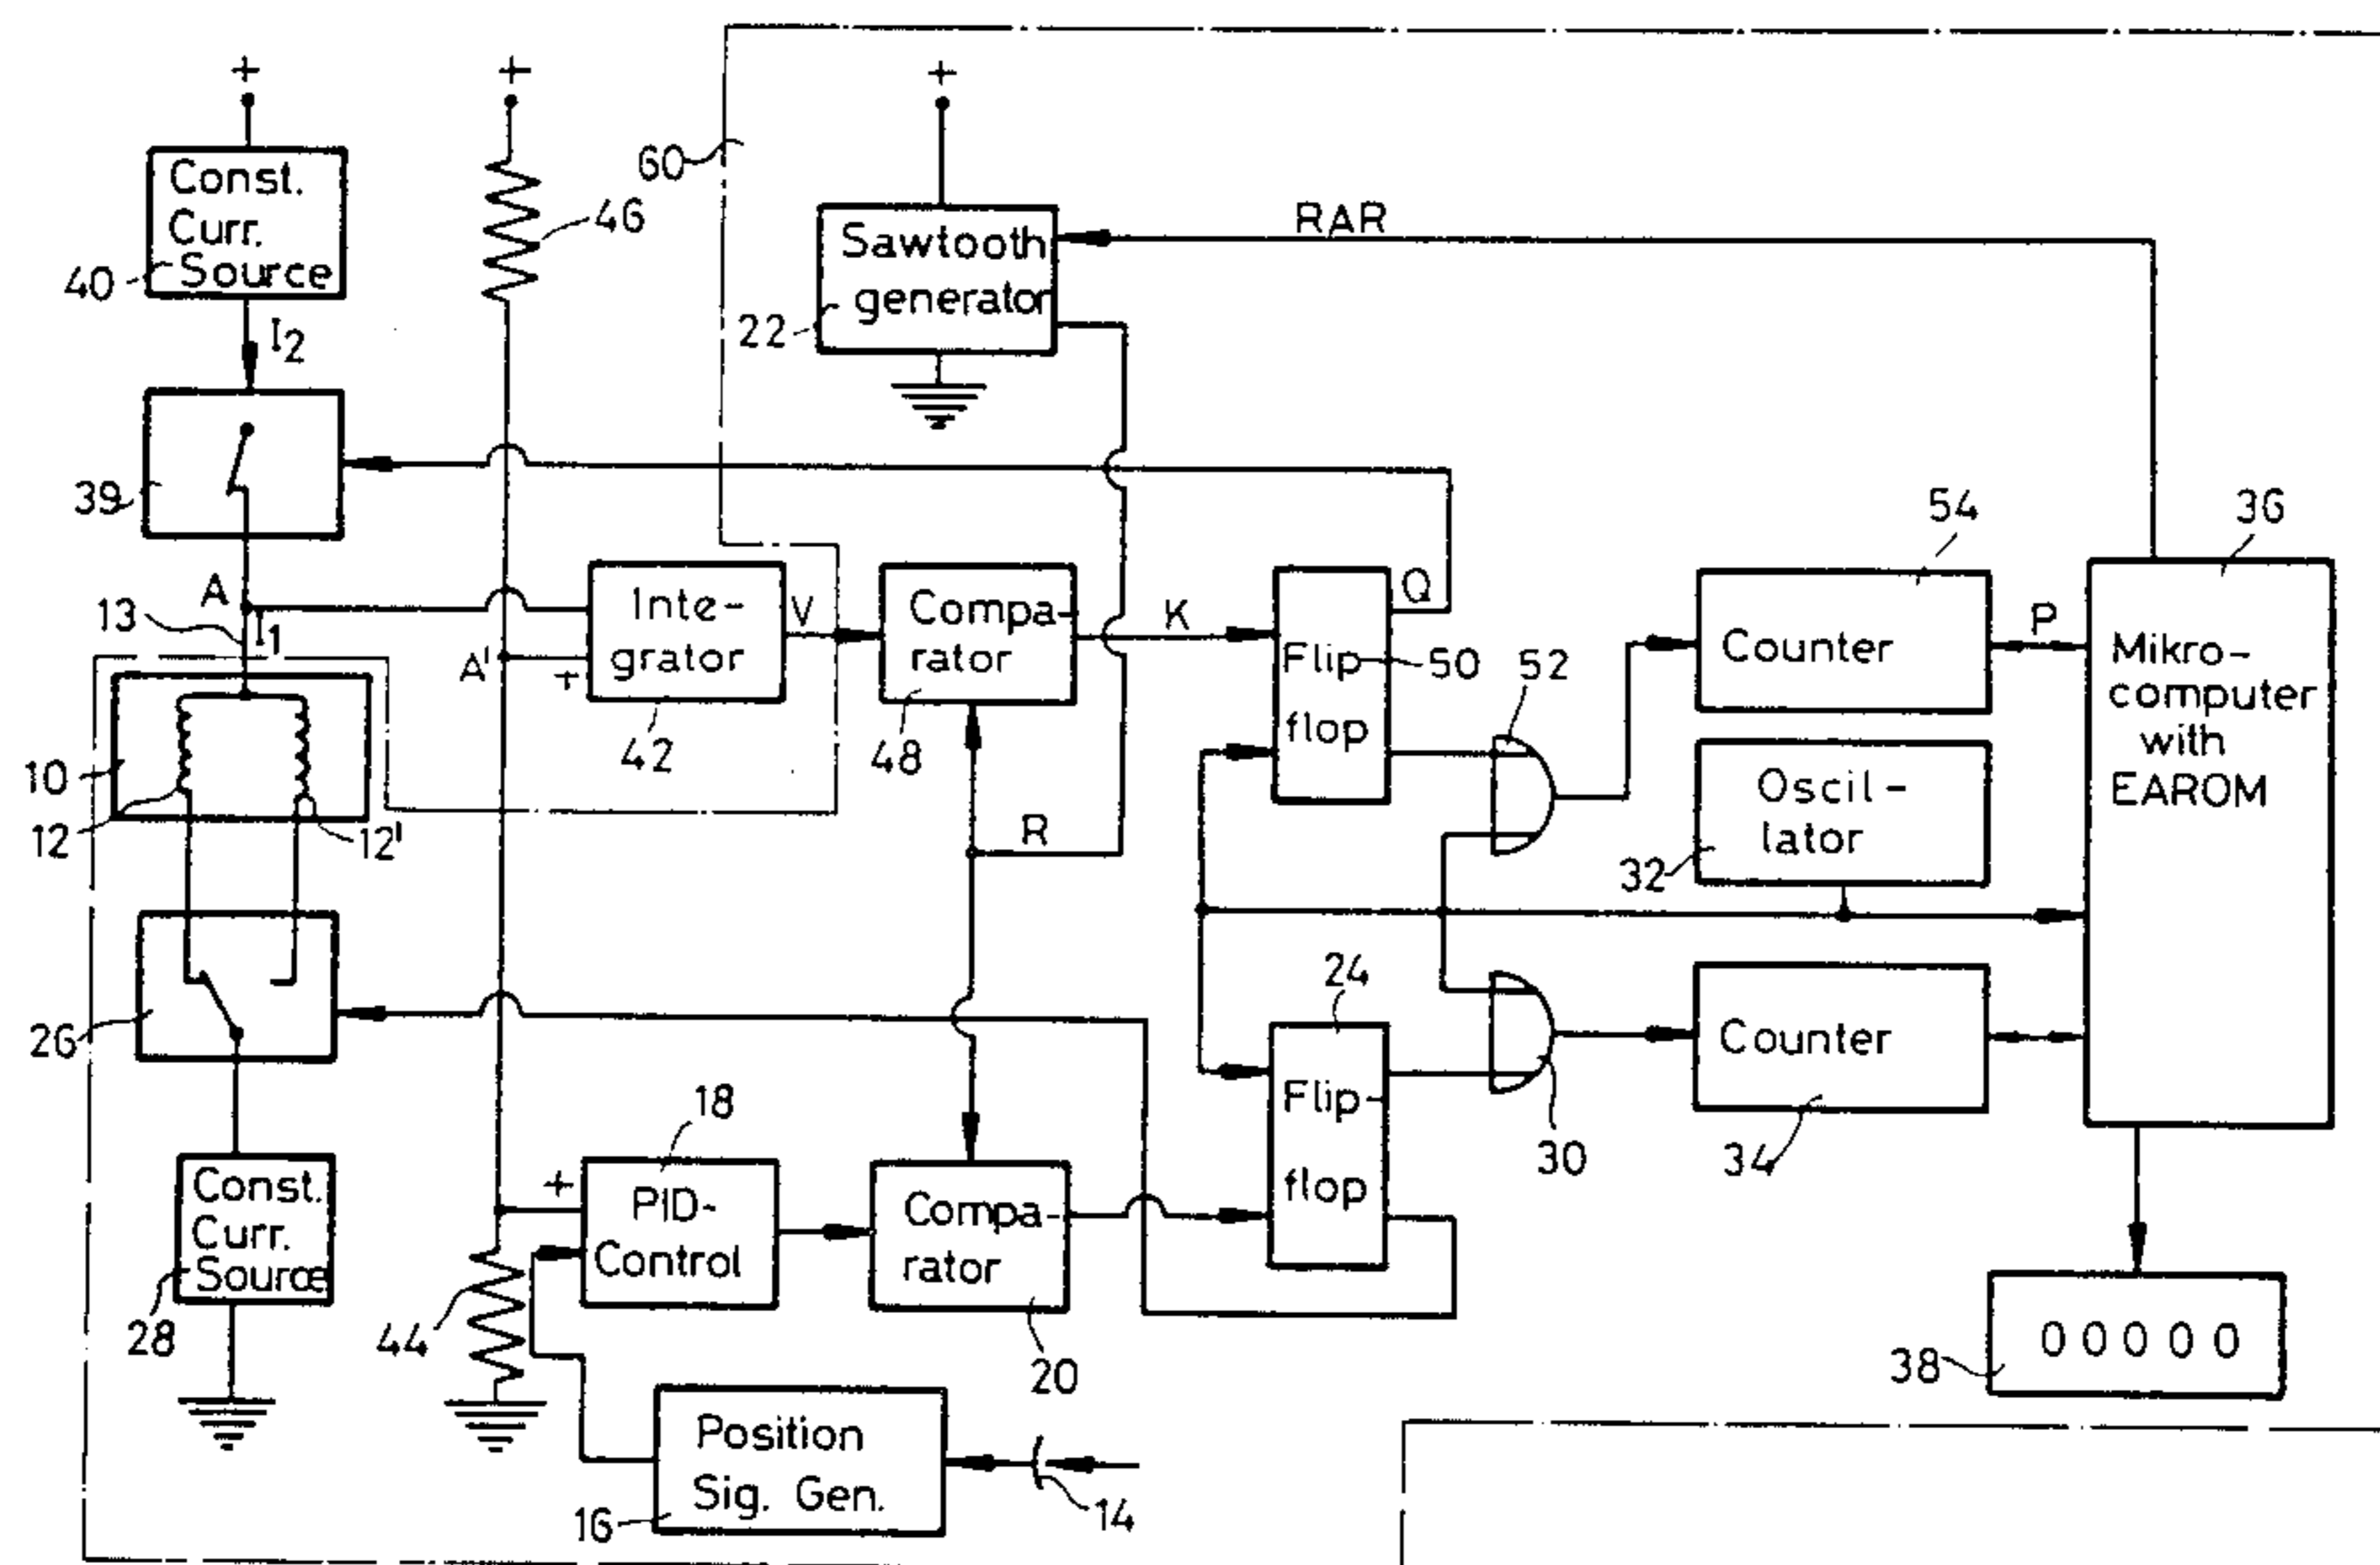 +
+
+
Const.
Curr.
Source
40
I2
46
60
Sawtooth
generator
22
RAR
39
A
13
I1
A'
+
Inte-
grator
42
V
Compa-
rator
48
K
Flip
flop
50
Q
52
54
Counter
P
36
Mikro-
computer
with
EAROM
Oscil-
lator
32
10
12
12'
R
26
24
Flip-
flop
30
Counter
34
Const.
Curr.
Source
28
18
+
PID-
Control
44
Compa-
rator
20
00000
38
Position
Sig. Gen.
16
14